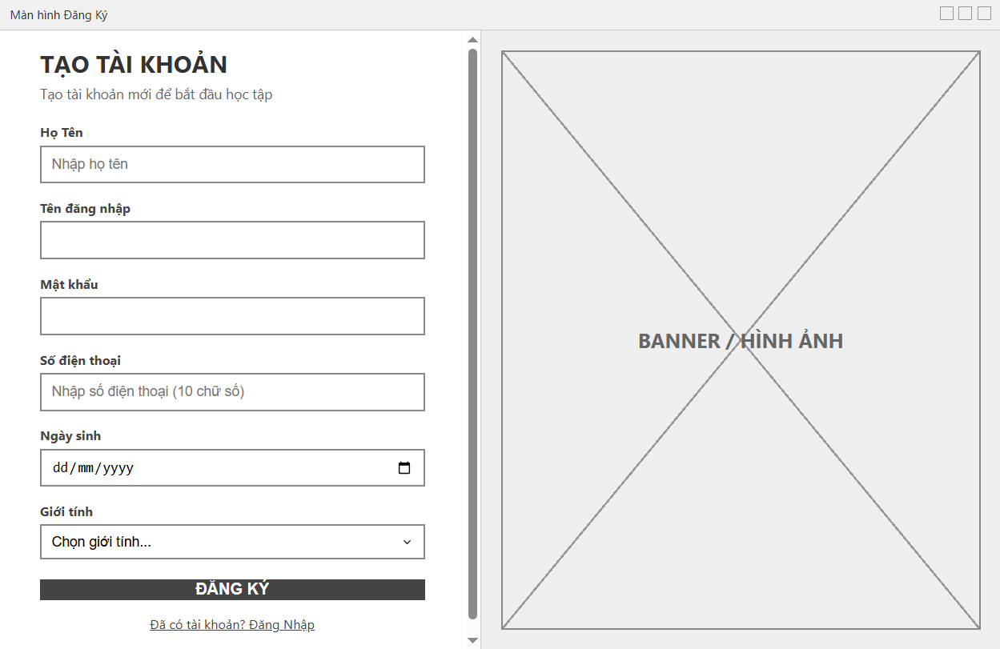 Màn hình Đăng Ký
TẠO TÀI KHOẢN
Tạo tài khoản mới để bắt đầu học tập
Họ Tên
Nhập họ tên
Tên đăng nhập
Mật khẩu
Số điện thoại
Nhập số điện thoại (10 chữ số)
Ngày sinh
dd/mm/yyyy
Giới tính
Chọn giới tính...
ĐĂNG KÝ
Đã có tài khoản? Đăng Nhập
BANNER / HÌNH ẢNH